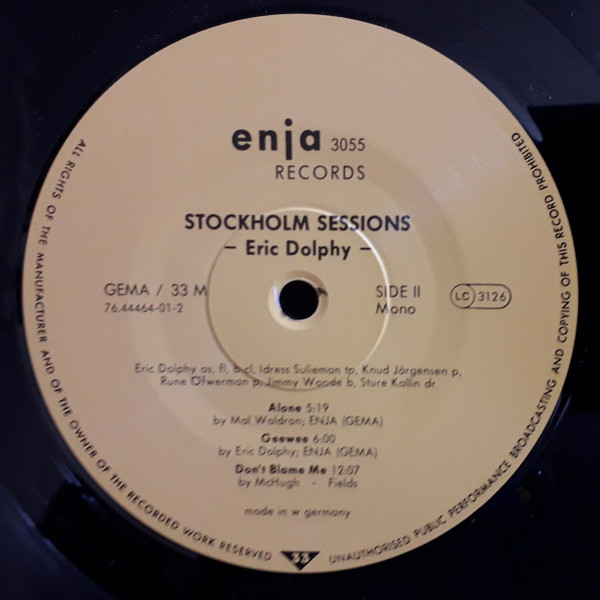 enja 3055
RECORDS
STOCKHOLM SESSIONS
– Eric Dolphy –
GEMA / 33 M
76.44464-01-2
SIDE II
Mono
LC 3126
Eric Dolphy as, fl, b cl, Idress Sulieman tp, Knud Jörgensen p,
Rune Öfwerman p, Jimmy Woode b, Sture Kallin dr
Alone 5:19
by Mal Waldron; ENJA (GEMA)
Geewee 6:00
by Eric Dolphy; ENJA (GEMA)
Don't Blame Me 12:07
by McHugh - Fields
made in w germany
ALL RIGHTS OF THE MANUFACTURER AND OF THE OWNER OF THE RECORDED WORK RESERVED
33
UNAUTHORISED PUBLIC PERFORMANCE BROADCASTING AND COPYING OF THIS RECORD PROHIBITED